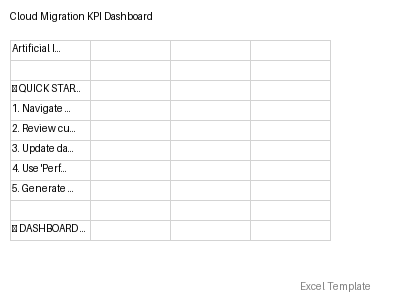 Cloud Migration KPI Dashboard
Artificial I...
QUICK STAR...
1. Navigate ...
2. Review cu...
3. Update da...
4. Use 'Perf...
5. Generate ...
DASHBOARD...
Excel Template